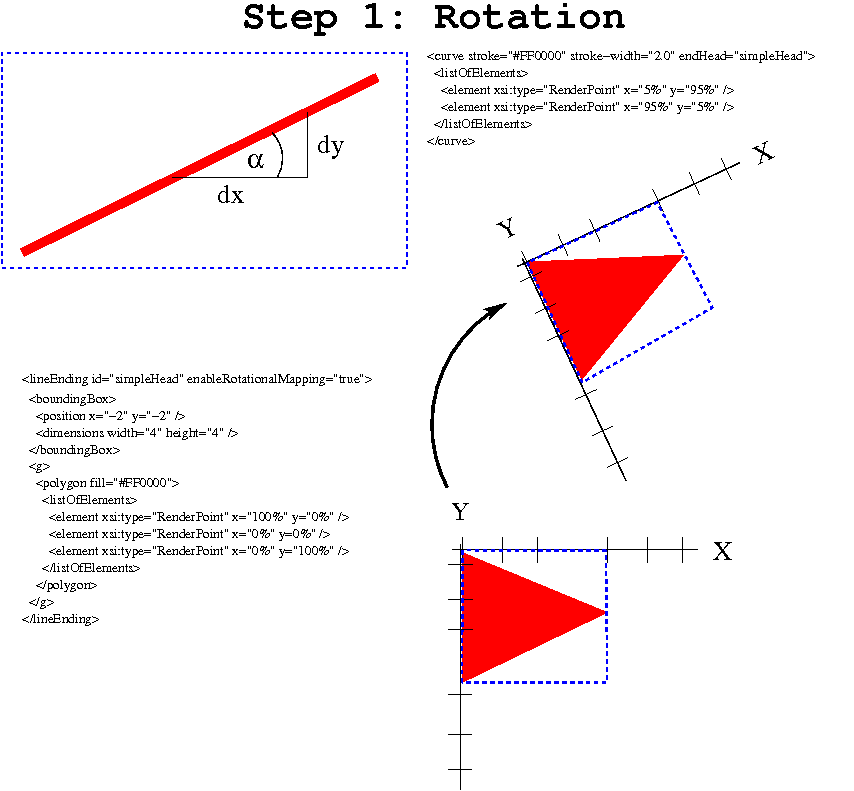 Step 1: Rotation
<curve stroke="#FF0000" stroke−width="2.0" endHead="simpleHead">
<listOfElements>
<element xsi:type="RenderPoint" x="5%" y="95%" />
<element xsi:type="RenderPoint" x="95%" y="5%" />
</listOfElements>
</curve>
α
dy
dx
X
Y
<lineEnding id="simpleHead" enableRotationalMapping="true">
<boundingBox>
<position x="−2" y="−2" />
<dimensions width="4" height="4" />
</boundingBox>
<g>
<polygon fill="#FF0000">
<listOfElements>
<element xsi:type="RenderPoint" x="100%" y="0%" />
<element xsi:type="RenderPoint" x="0%" y=0%" />
<element xsi:type="RenderPoint" x="0%" y="100%" />
</listOfElements>
</polygon>
</g>
</lineEnding>
Y
X